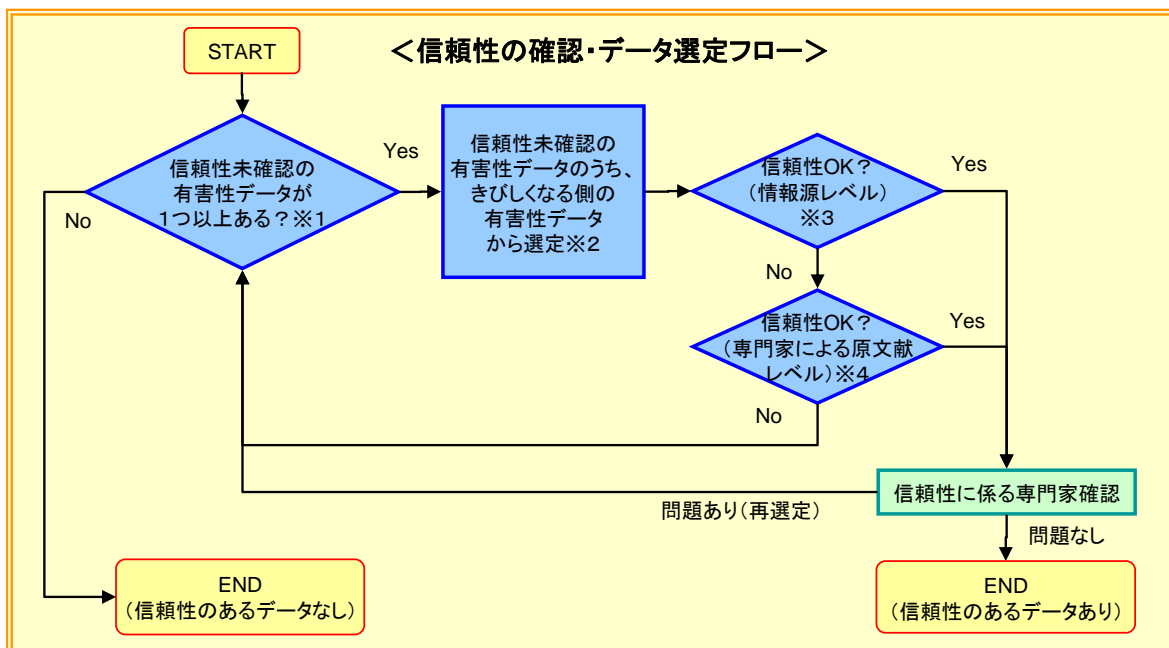 START
＜信頼性の確認・データ選定フロー＞
信頼性未確認の
有害性データが
１つ以上ある？※１
Yes
No
信頼性未確認の
有害性データのうち、
きびしくなる側の
有害性データ
から選定※２
信頼性OK？
（情報源レベル）
※３
Yes
No
信頼性OK？
（専門家による原文献
レベル）※４
Yes
No
信頼性に係る専門家確認
問題あり（再選定）
問題なし
END
（信頼性のあるデータなし）
END
（信頼性のあるデータあり）